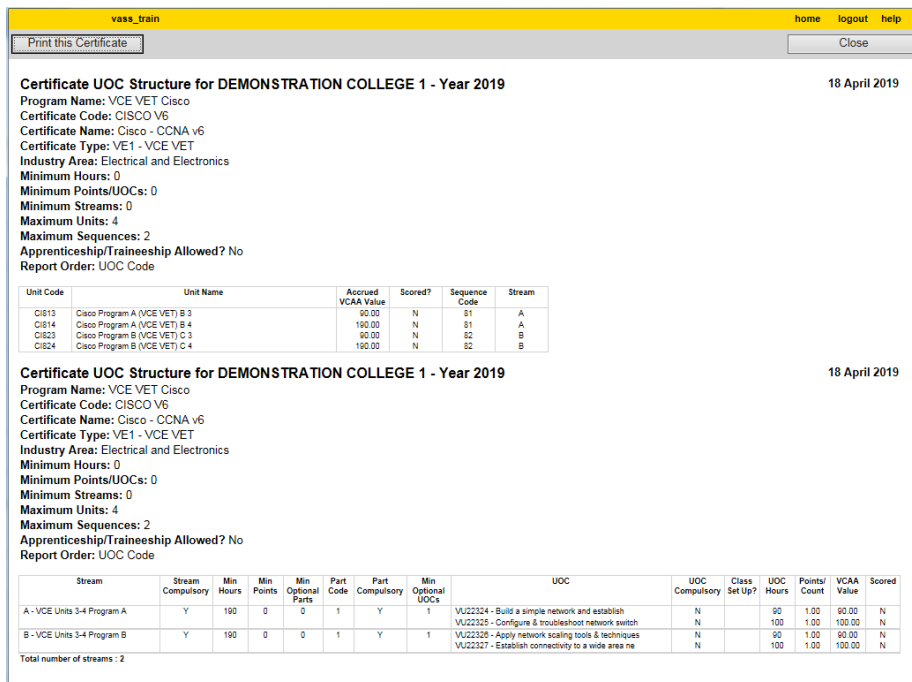 vass_train home logout help
Print this Certificate Close
Certificate UOC Structure for DEMONSTRATION COLLEGE 1 - Year 2019 18 April 2019
Program Name: VCE VET Cisco
Certificate Code: CISCO V6
Certificate Name: Cisco - CCNA v6
Certificate Type: VE1 - VCE VET
Industry Area: Electrical and Electronics
Minimum Hours: 0
Minimum Points/UOCs: 0
Minimum Streams: 0
Maximum Units: 4
Maximum Sequences: 2
Apprenticeship/Traineeship Allowed? No
Report Order: UOC Code
Unit Code Unit Name Accrued Scored? Sequence Stream
VCAA Value Code
CI813 Cisco Program A (VCE VET) B 3 90.00 N 81 A
CI814 Cisco Program A (VCE VET) B 4 190.00 N 81 A
CI823 Cisco Program B (VCE VET) C 3 90.00 N 82 B
CI824 Cisco Program B (VCE VET) C 4 190.00 N 82 B
Certificate UOC Structure for DEMONSTRATION COLLEGE 1 - Year 2019 18 April 2019
Program Name: VCE VET Cisco
Certificate Code: CISCO V6
Certificate Name: Cisco - CCNA v6
Certificate Type: VE1 - VCE VET
Industry Area: Electrical and Electronics
Minimum Hours: 0
Minimum Points/UOCs: 0
Minimum Streams: 0
Maximum Units: 4
Maximum Sequences: 2
Apprenticeship/Traineeship Allowed? No
Report Order: UOC Code
Stream Stream Min Min Min Part Part Min UOC UOC Class UOC Points/ VCAA Scored
Compulsory Hours Points Optional Code Compulsory Optional Compulsory Set Up? Hours Count Value
Parts UOCs
A - VCE Units 3-4 Program A Y 190 0 0 1 Y 1 VU22324 - Build a simple network and establish N 90 1.00 90.00 N
VU22325 - Configure & troubleshoot network switch N 100 1.00 100.00 N
B - VCE Units 3-4 Program B Y 190 0 0 1 Y 1 VU22326 - Apply network scaling tools & techniques N 90 1.00 90.00 N
VU22327 - Establish connectivity to a wide area ne N 100 1.00 100.00 N
Total number of streams : 2